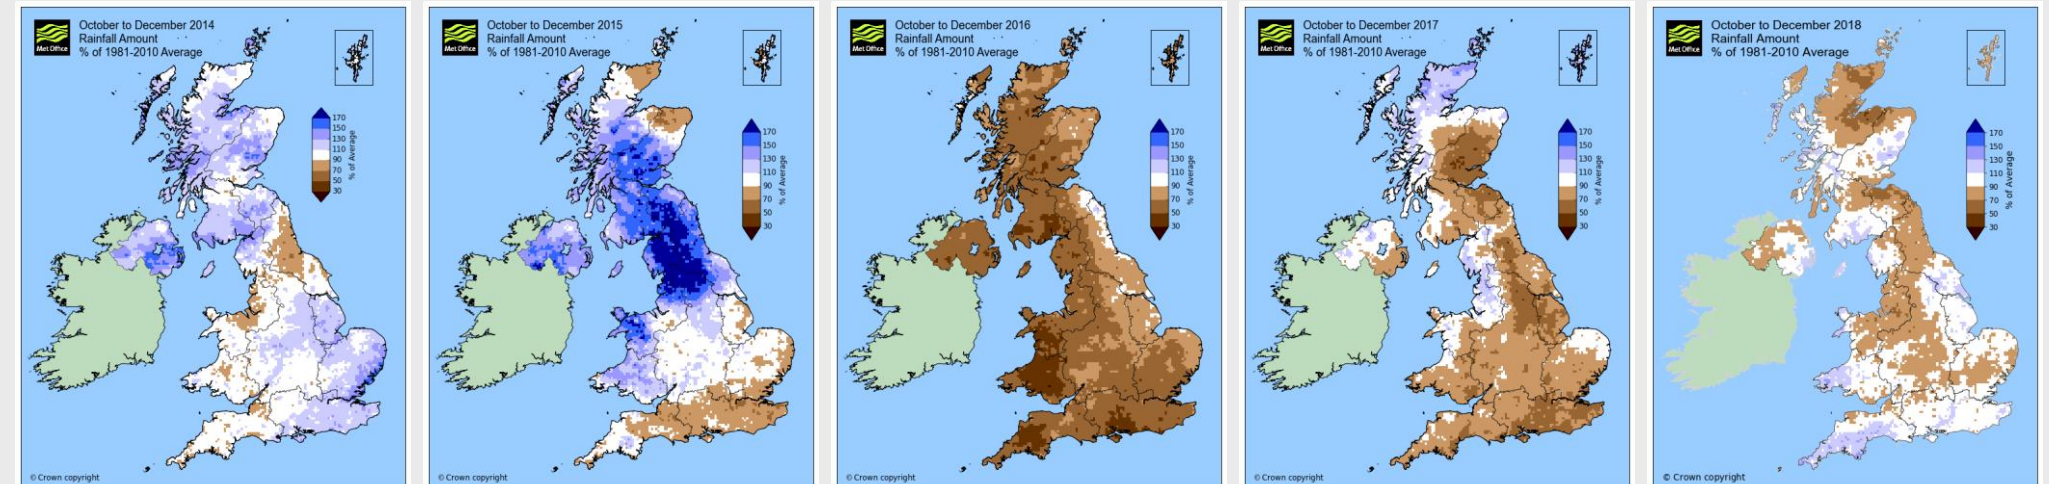 October to December 2014
Rainfall Amount
% of 1981-2010 Average
Met Office
170
150
130
110
90
70
50
30
% of Average
© Crown copyright
October to December 2015
Rainfall Amount
% of 1981-2010 Average
Met Office
170
150
130
110
90
70
50
30
% of Average
© Crown copyright
October to December 2016
Rainfall Amount
% of 1981-2010 Average
Met Office
170
150
130
110
90
70
50
30
% of Average
© Crown copyright
October to December 2017
Rainfall Amount
% of 1981-2010 Average
Met Office
170
150
130
110
90
70
50
30
% of Average
© Crown copyright
October to December 2018
Rainfall Amount
% of 1981-2010 Average
Met Office
170
150
130
110
90
70
50
30
% of Average
© Crown copyright